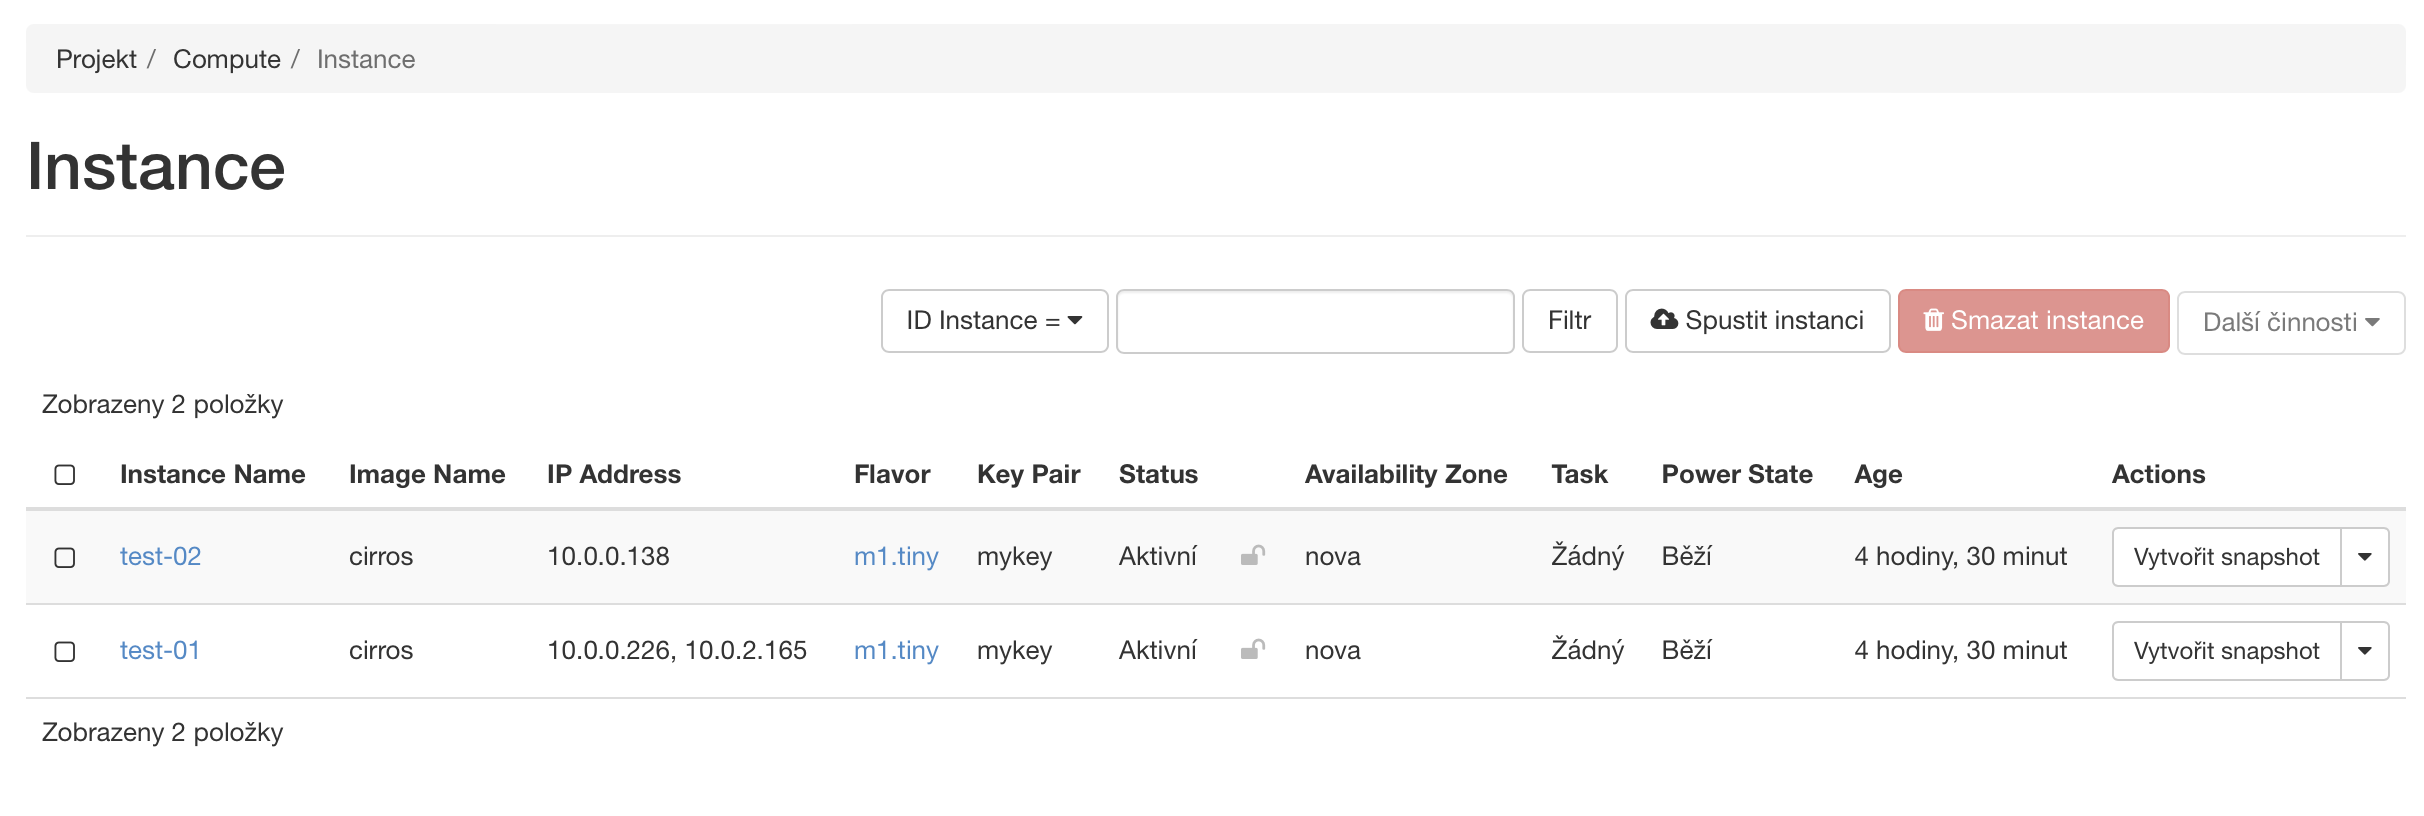 Projekt / Compute / Instance
Instance
ID Instance = Filtr Spustit instanci Smazat instance Další činnosti
Zobrazeny 2 položky
Instance Name Image Name IP Address Flavor Key Pair Status Availability Zone Task Power State Age Actions
test-02 cirros 10.0.0.138 m1.tiny mykey Aktivní nova Žádný Běží 4 hodiny, 30 minut Vytvořit snapshot
test-01 cirros 10.0.0.226, 10.0.2.165 m1.tiny mykey Aktivní nova Žádný Běží 4 hodiny, 30 minut Vytvořit snapshot
Zobrazeny 2 položky